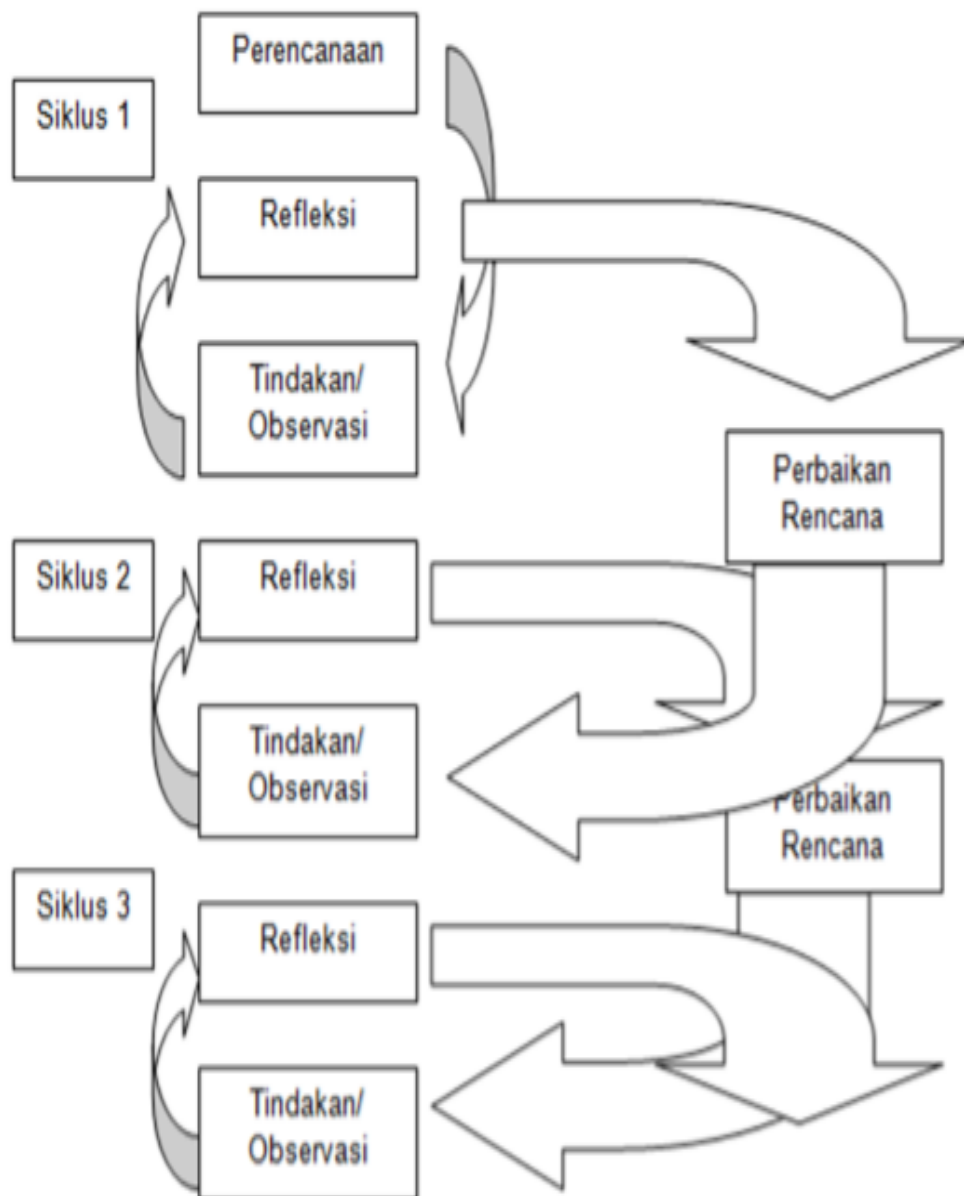 Perencanaan
Siklus 1
Refleksi
Tindakan/
Observasi
Perbaikan
Rencana
Siklus 2
Refleksi
Tindakan/
Observasi
Perbaikan
Rencana
Siklus 3
Refleksi
Tindakan/
Observasi